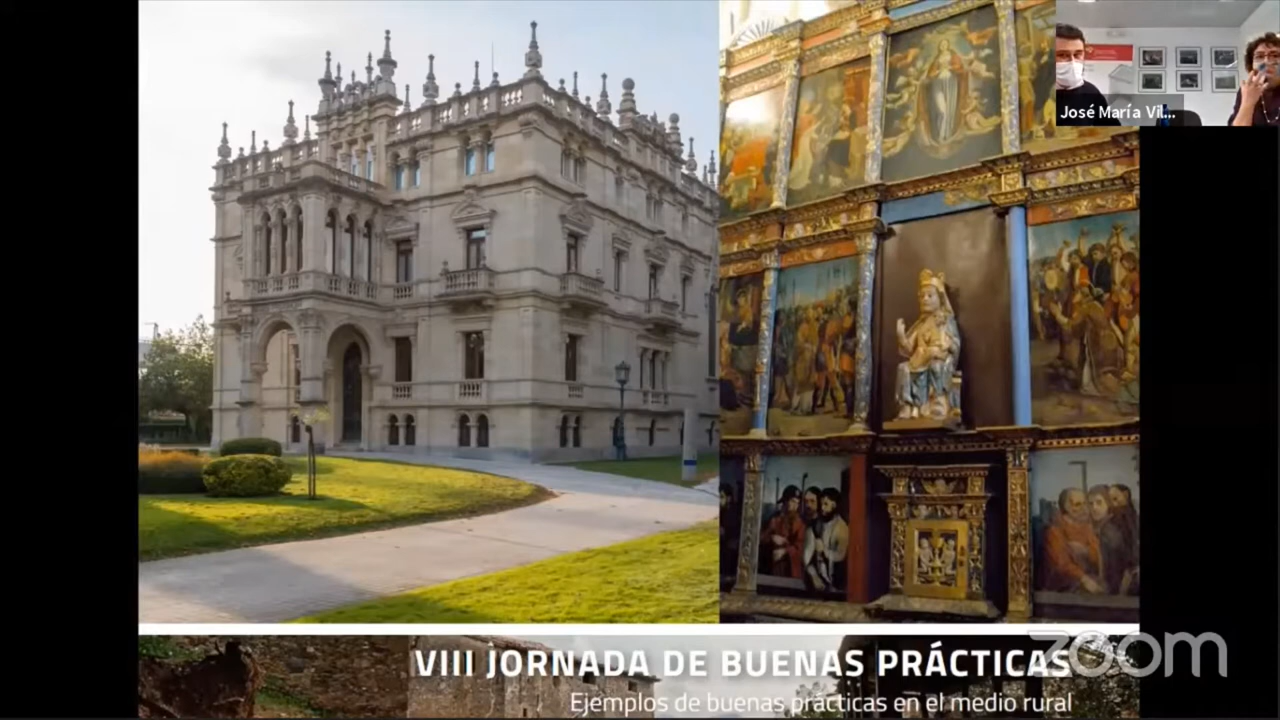 José María Vil...
VIII JORNADA DE BUENAS PRÁCTICAS
Ejemplos de buenas prácticas en el medio rural
zoom